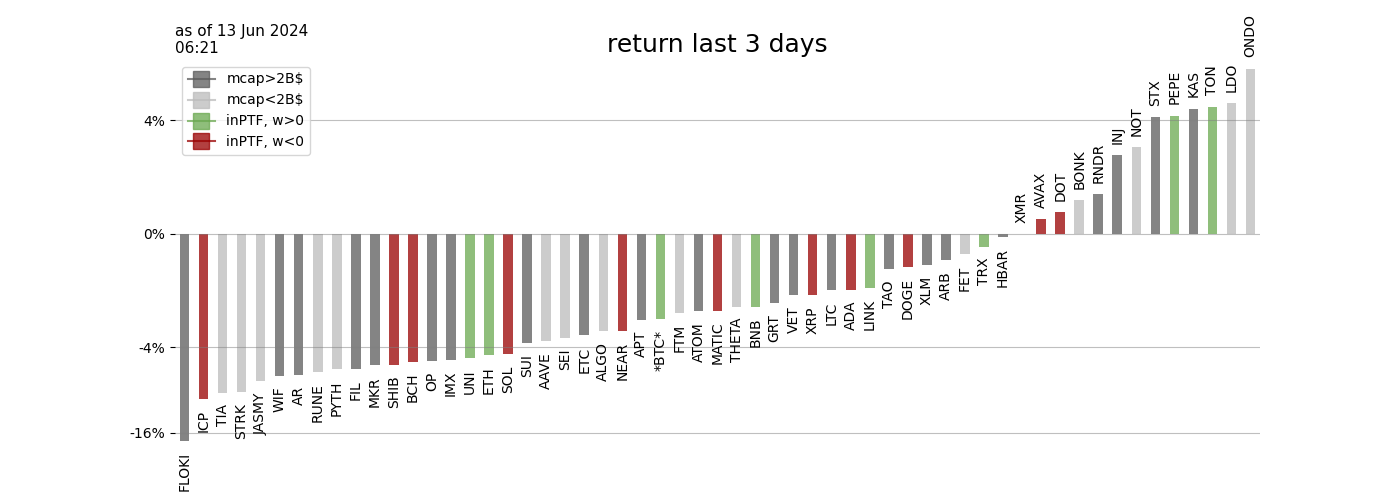 as of 13 Jun 2024
06:21
return last 3 days
mcap>2B$
mcap<2B$
inPTF, w>0
inPTF, w<0
4%
0%
-4%
-16%
FLOKI
ICP
TIA
STRK
JASMY
WIF
AR
RUNE
PYTH
FIL
MKR
SHIB
BCH
OP
IMX
UNI
ETH
SOL
SUI
AAVE
SEI
ETC
ALGO
NEAR
APT
*BTC*
FTM
ATOM
MATIC
THETA
BNB
GRT
VET
XRP
LTC
ADA
LINK
TAO
DOGE
XLM
ARB
FET
TRX
HBAR
XMR
AVAX
DOT
BONK
RNDR
INJ
NOT
STX
PEPE
KAS
TON
LDO
ONDO